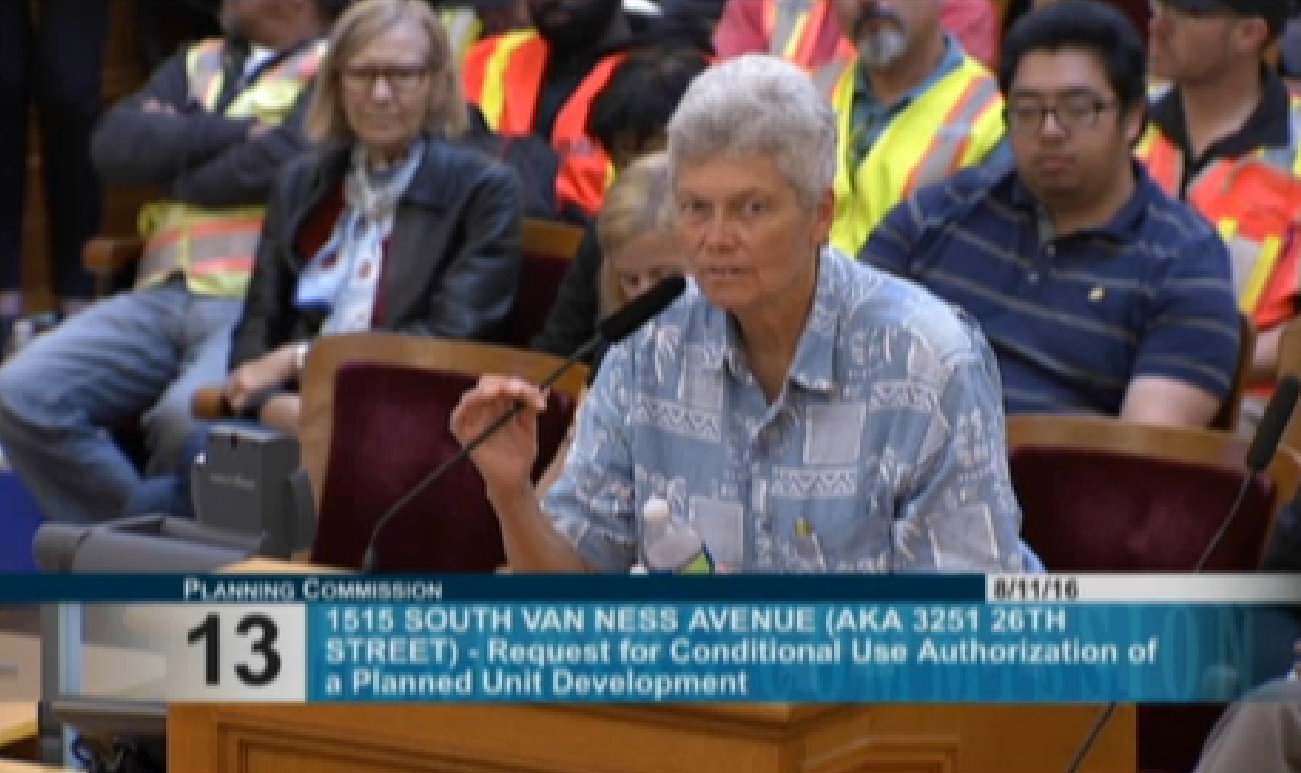 PLANNING COMMISSION
8/11/16
13
1515 SOUTH VAN NESS AVENUE (AKA 3251 26TH
STREET) - Request for Conditional Use Authorization of
a Planned Unit Development